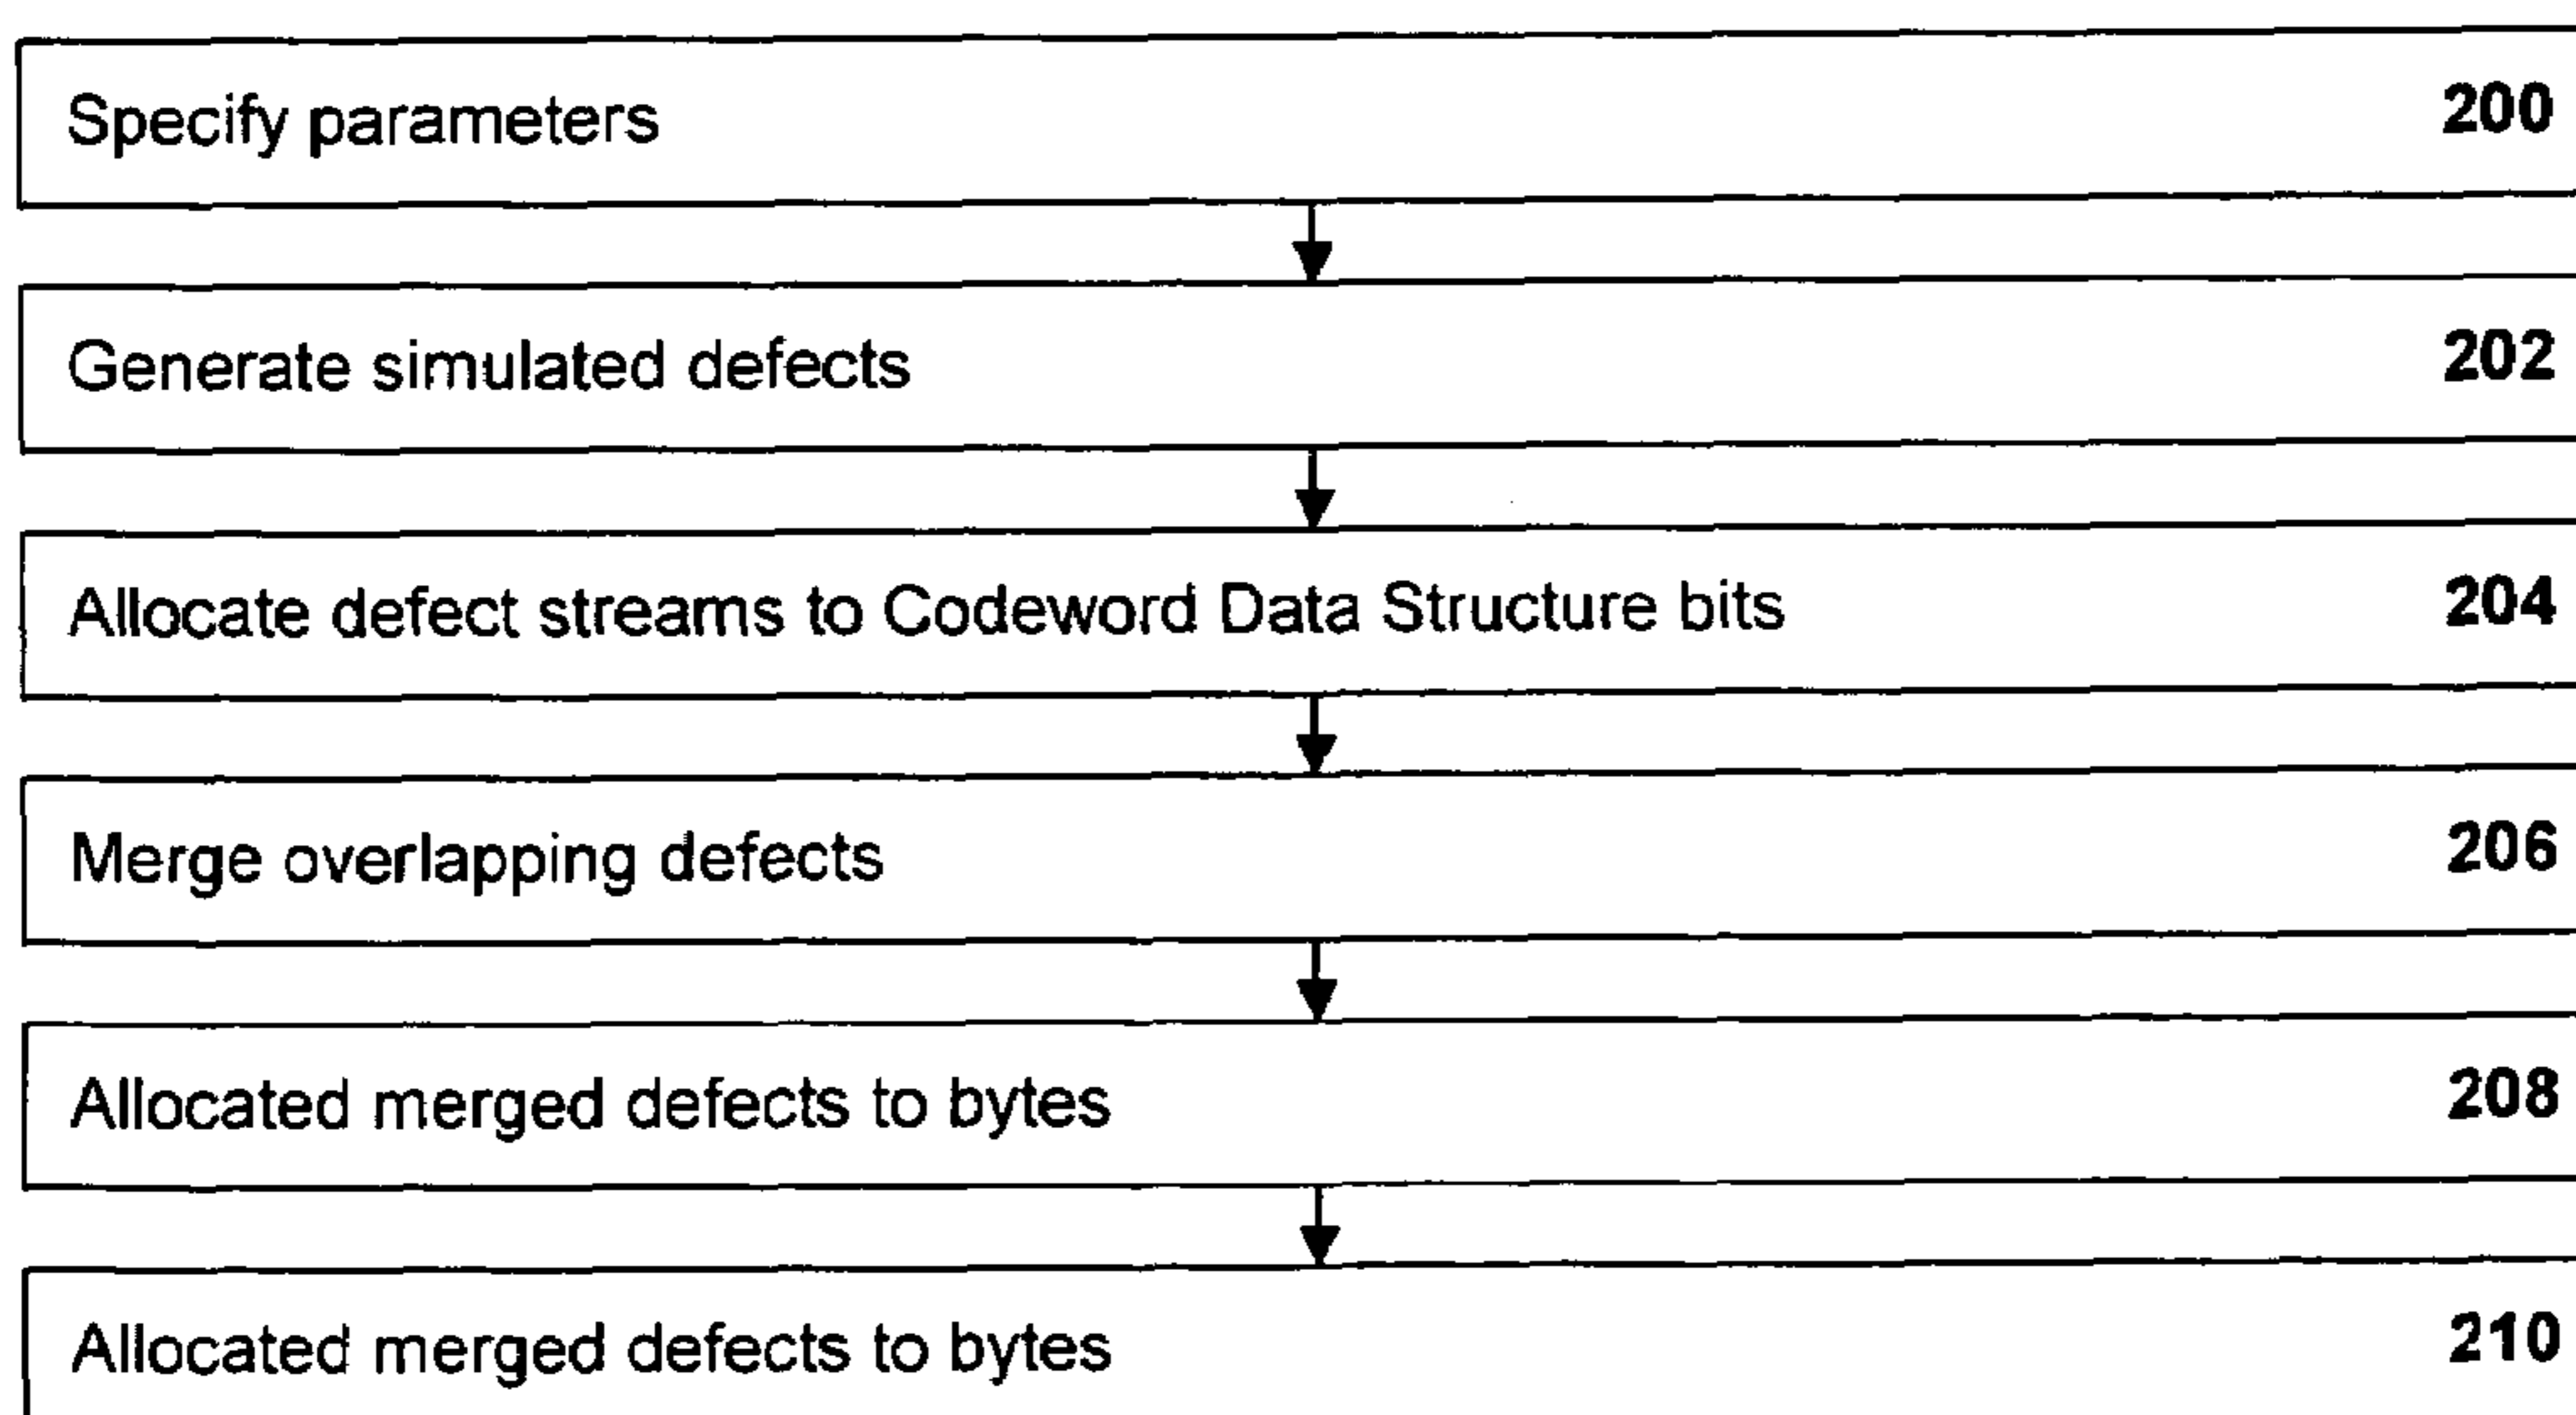 Specify parameters 200
Generate simulated defects 202
Allocate defect streams to Codeword Data Structure bits 204
Merge overlapping defects 206
Allocated merged defects to bytes 208
Allocated merged defects to bytes 210